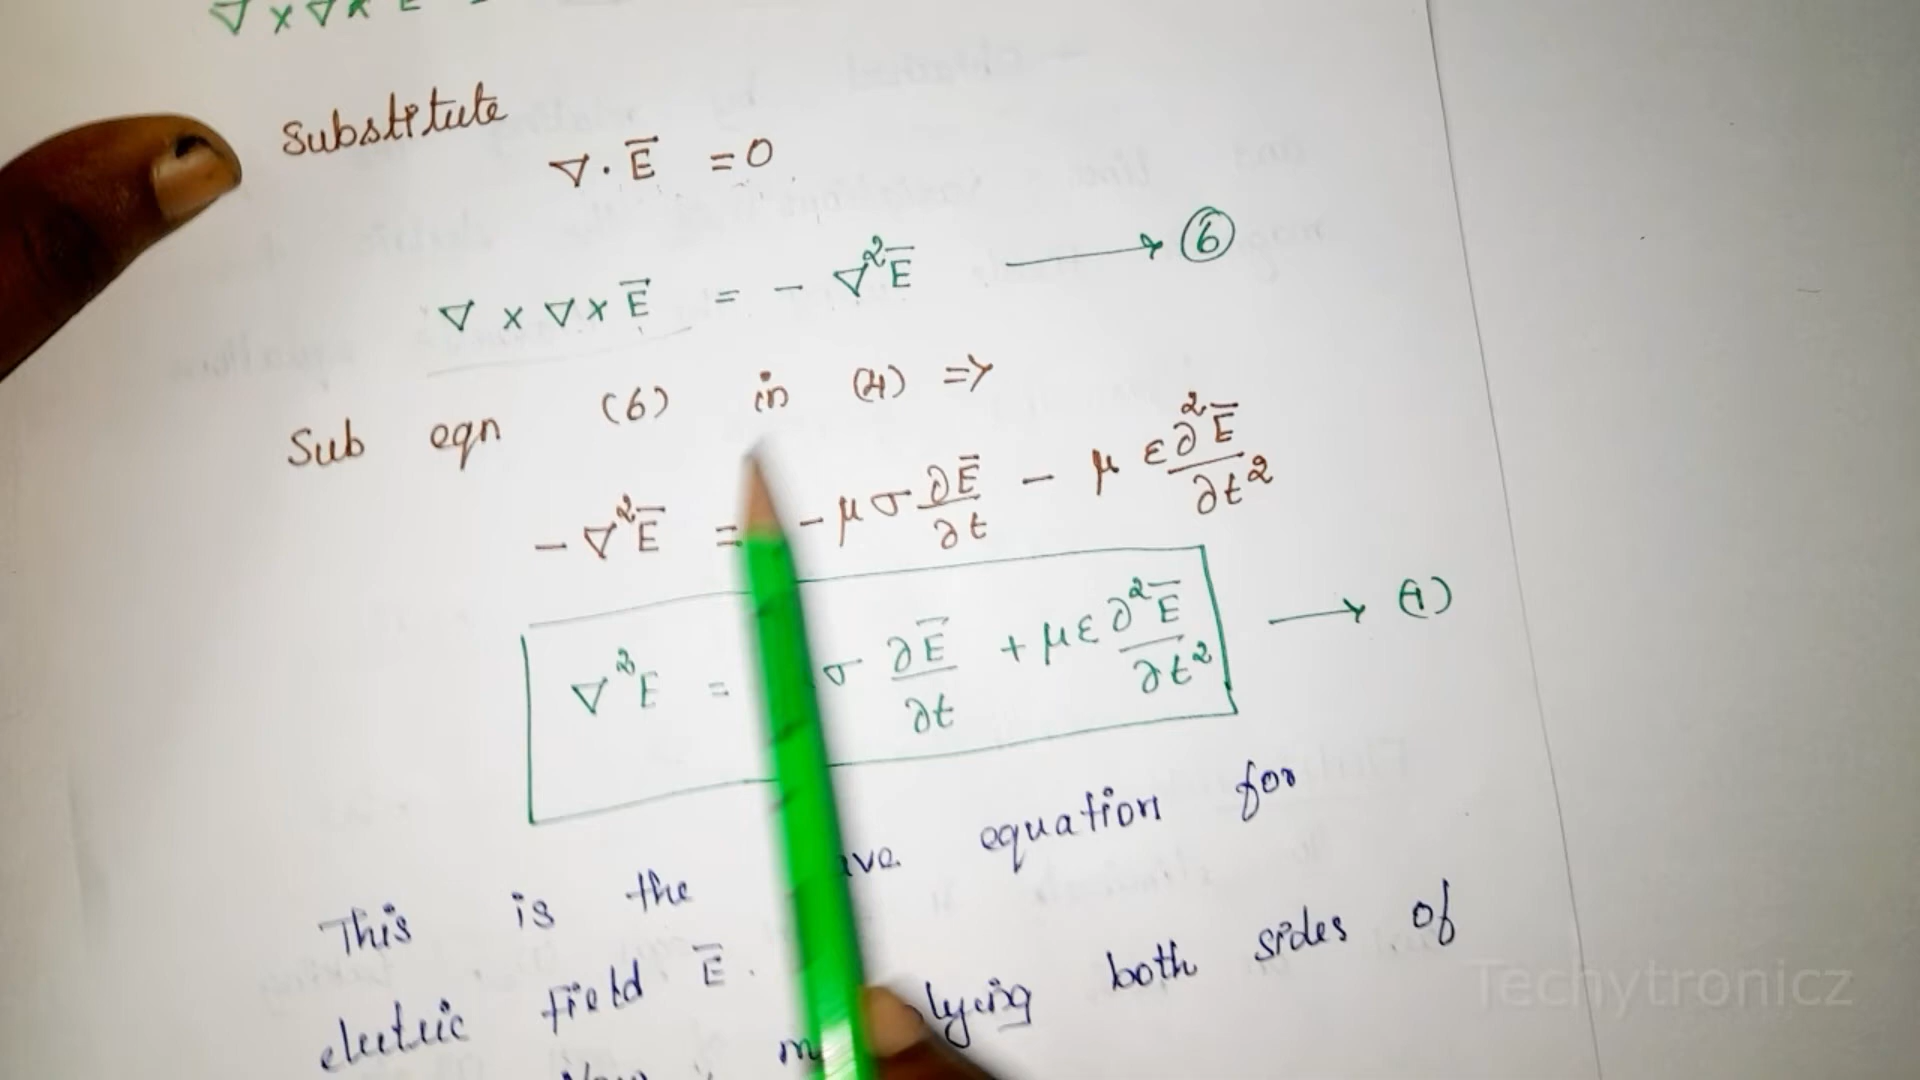 ∇ × ∇ × E
Substitute
∇ · E̅ = 0
∇ × ∇ × E̅ = - ∇²E̅ ⟶ ⑥
Sub eqn (6) in (4) ⇒
- ∇²E̅ = - μσ ∂E̅/∂t - με ∂²E̅/∂t²
∇²E = σ ∂E̅/∂t + με ∂²E̅/∂t² ⟶
This is the equation for
electric field E̅. both sides of
Techytronicz